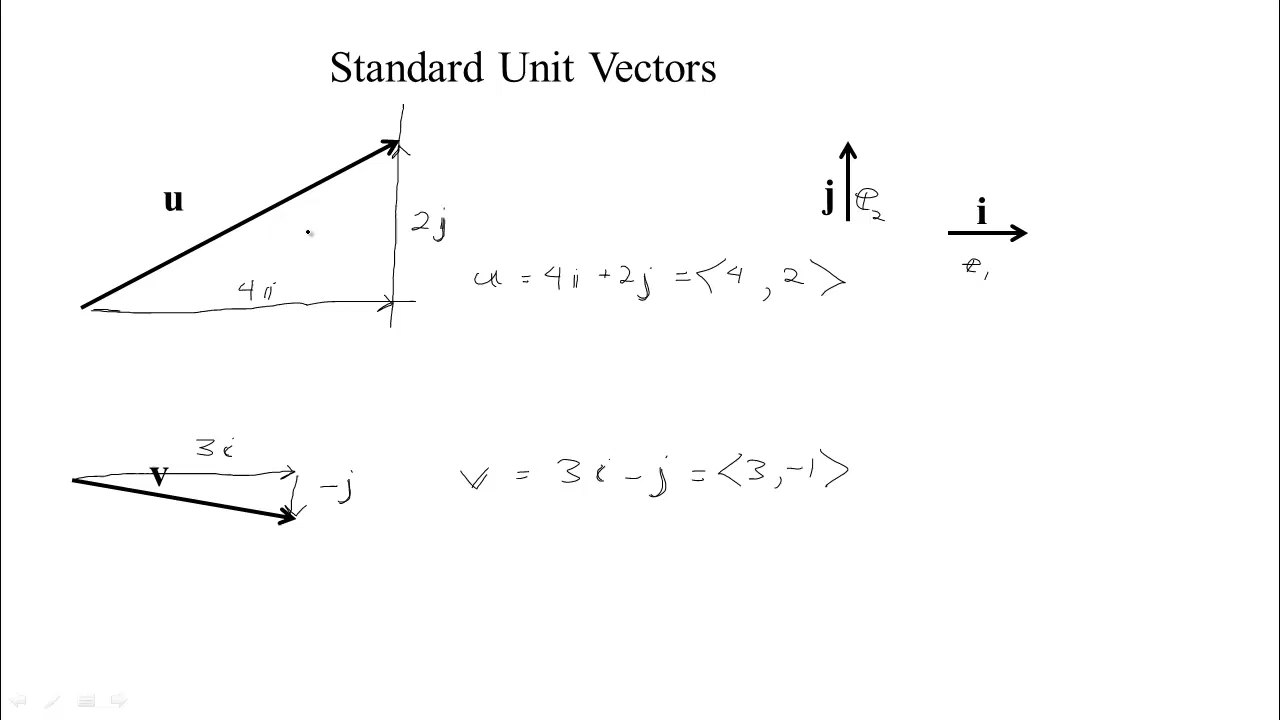 Standard Unit Vectors
u
2j
4i
u = 4i + 2j = <4, 2>
j e₂
i
e₁
3i
v
-j
v = 3i - j = <3, -1>